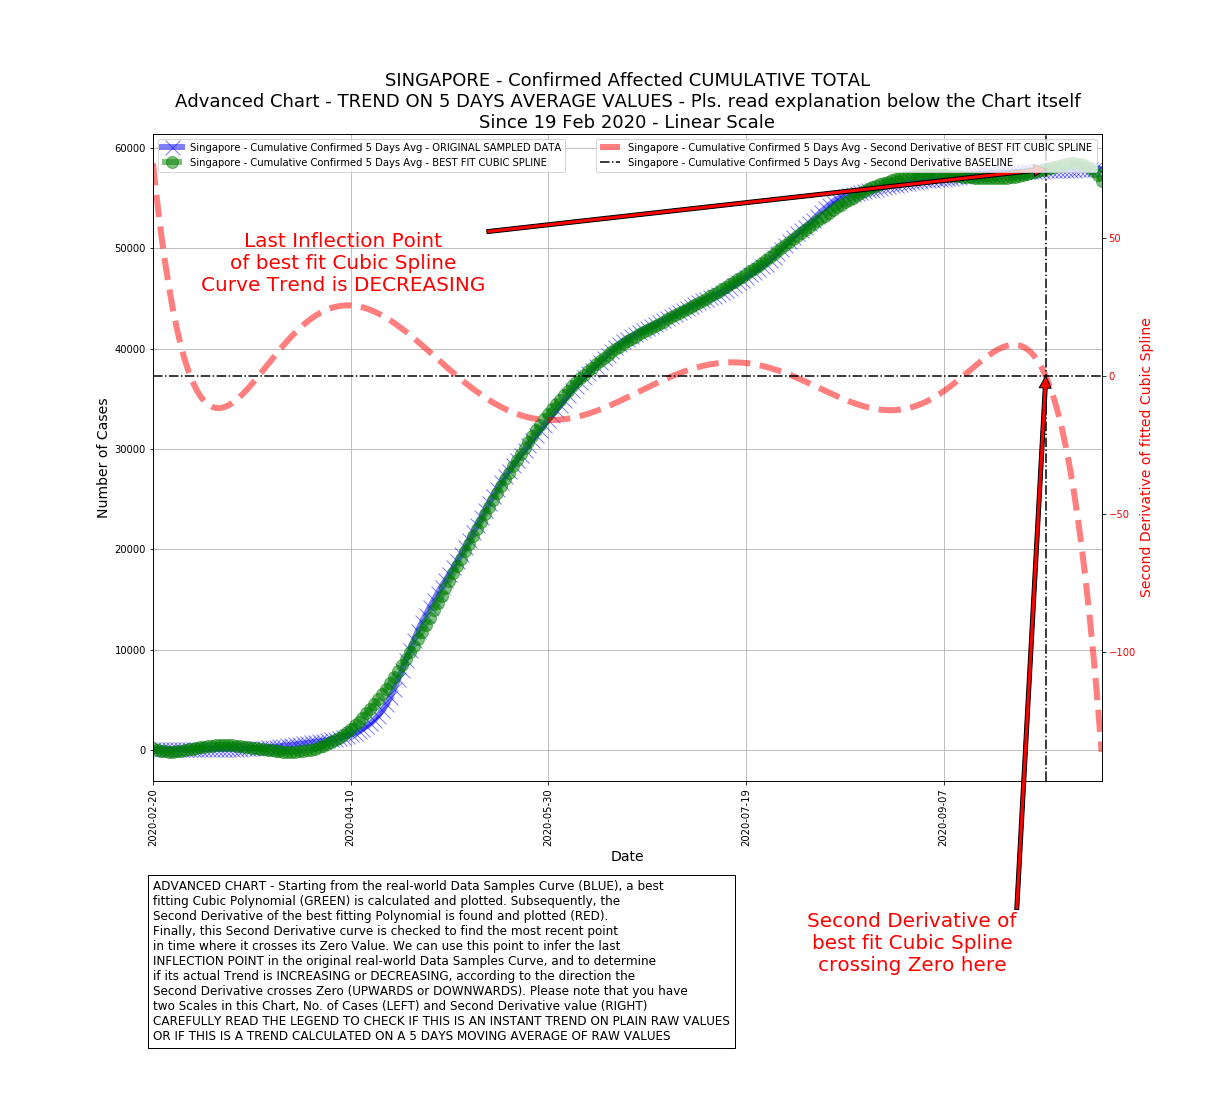 SINGAPORE - Confirmed Affected CUMULATIVE TOTAL
Advanced Chart - TREND ON 5 DAYS AVERAGE VALUES - Pls. read explanation below the Chart itself
Since 19 Feb 2020 - Linear Scale
Singapore - Cumulative Confirmed 5 Days Avg - ORIGINAL SAMPLED DATA
Singapore - Cumulative Confirmed 5 Days Avg - BEST FIT CUBIC SPLINE
Singapore - Cumulative Confirmed 5 Days Avg - Second Derivative of BEST FIT CUBIC SPLINE
Singapore - Cumulative Confirmed 5 Days Avg - Second Derivative BASELINE
Last Inflection Point
of best fit Cubic Spline
Curve Trend is DECREASING
Number of Cases
60000
50000
40000
30000
20000
10000
0
50
0
−50
−100
Second Derivative of fitted Cubic Spline
2020-02-20
2020-04-10
2020-05-30
2020-07-19
2020-09-07
Date
ADVANCED CHART - Starting from the real-world Data Samples Curve (BLUE), a best
fitting Cubic Polynomial (GREEN) is calculated and plotted. Subsequently, the
Second Derivative of the best fitting Polynomial is found and plotted (RED).
Finally, this Second Derivative curve is checked to find the most recent point
in time where it crosses its Zero Value. We can use this point to infer the last
INFLECTION POINT in the original real-world Data Samples Curve, and to determine
if its actual Trend is INCREASING or DECREASING, according to the direction the
Second Derivative crosses Zero (UPWARDS or DOWNWARDS). Please note that you have
two Scales in this Chart, No. of Cases (LEFT) and Second Derivative value (RIGHT)
CAREFULLY READ THE LEGEND TO CHECK IF THIS IS AN INSTANT TREND ON PLAIN RAW VALUES
OR IF THIS IS A TREND CALCULATED ON A 5 DAYS MOVING AVERAGE OF RAW VALUES
Second Derivative of
best fit Cubic Spline
crossing Zero here